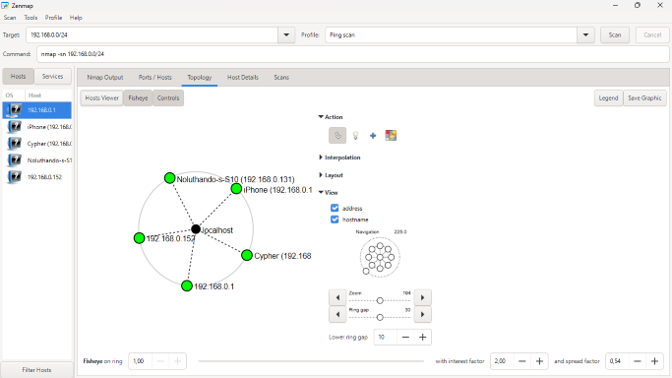 Zenmap
Scan Tools Profile Help
Target: 192.168.0.0/24 Profile: Ping scan Scan Cancel
Command: nmap -sn 192.168.0.0/24
Hosts Services
Nmap Output Ports / Hosts Topology Host Details Scans
OS Host
192.168.0.1
iPhone (192.168.(
Cypher (192.168.(
Noluthando-s-S1
192.168.0.152
Hosts Viewer Fisheye Controls Legend Save Graphic
Action
Interpolation
Layout
View
address
hostname
Navigation
Zoom
Ring gap
Lower ring gap 10
Noluthando-s-S10 (192.168.0.131)
iPhone (192.168.0.1
localhost
192.168.0.152
Cypher (192.168
192.168.0.1
Filter Hosts
Fisheye on ring 1,00 with interest factor 2,00 and spread factor 0,54